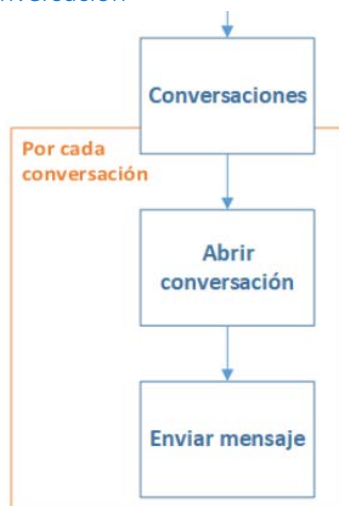 Conversaciones
Por cada
conversación
Abrir
conversación
Enviar mensaje